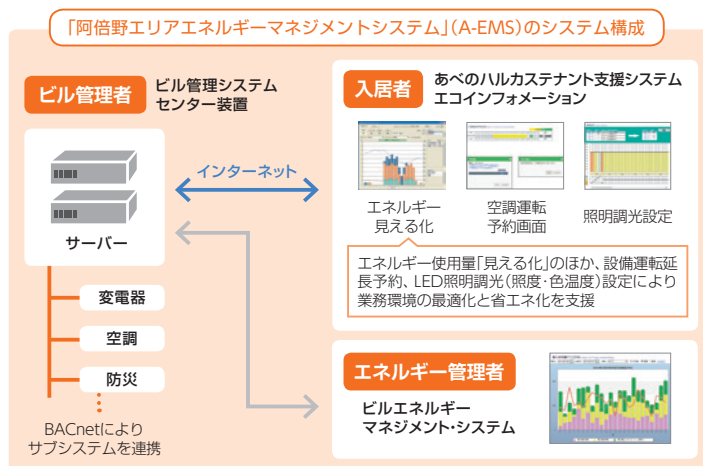 「阿倍野エリアエネルギーマネジメントシステム」(A-EMS)のシステム構成
ビル管理者
ビル管理システム
センター装置
サーバー
変電器
空調
防災
BACnetにより
サブシステムを連携
インターネット
入居者
あべのハルカステナント支援システム
エコインフォメーション
エネルギー
見える化
空調運転
予約画面
照明調光設定
エネルギー使用量「見える化」のほか、設備運転延
長予約、LED照明調光(照度・色温度)設定により
業務環境の最適化と省エネ化を支援
エネルギー管理者
ビルエネルギー
マネジメント・システム